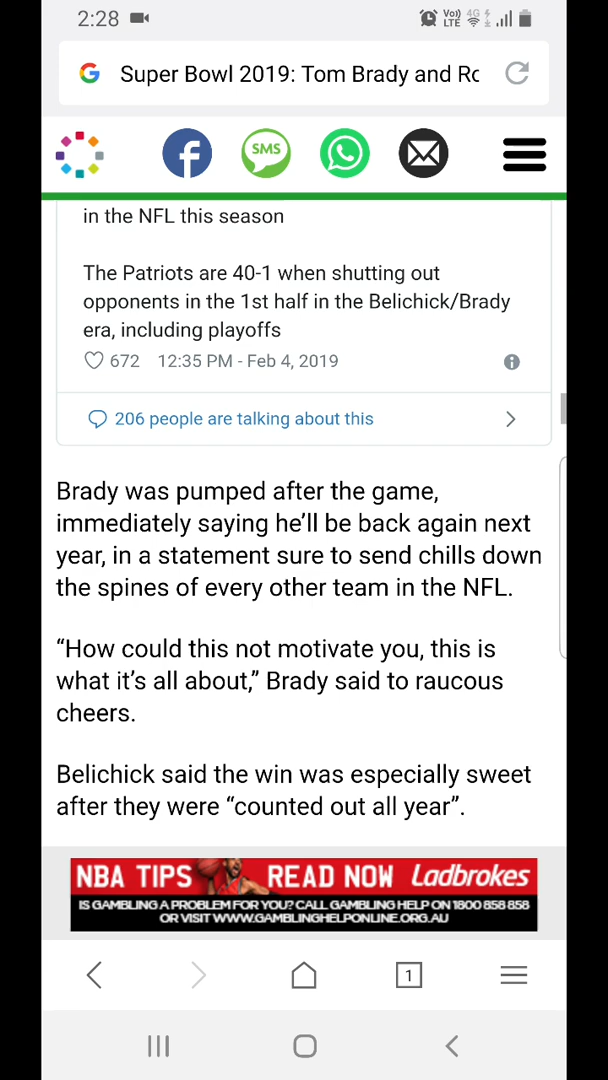 2:28
Vo))
LTE
4G
Super Bowl 2019: Tom Brady and Ro
SMS
in the NFL this season
The Patriots are 40-1 when shutting out
opponents in the 1st half in the Belichick/Brady
era, including playoffs
672 12:35 PM - Feb 4, 2019
206 people are talking about this
Brady was pumped after the game,
immediately saying he’ll be back again next
year, in a statement sure to send chills down
the spines of every other team in the NFL.
“How could this not motivate you, this is
what it’s all about,” Brady said to raucous
cheers.
Belichick said the win was especially sweet
after they were “counted out all year”.
NBA TIPS READ NOW Ladbrokes
IS GAMBLING A PROBLEM FOR YOU? CALL GAMBLING HELP ON 1800 858 858
OR VISIT WWW.GAMBLINGHELPONLINE.ORG.AU
1